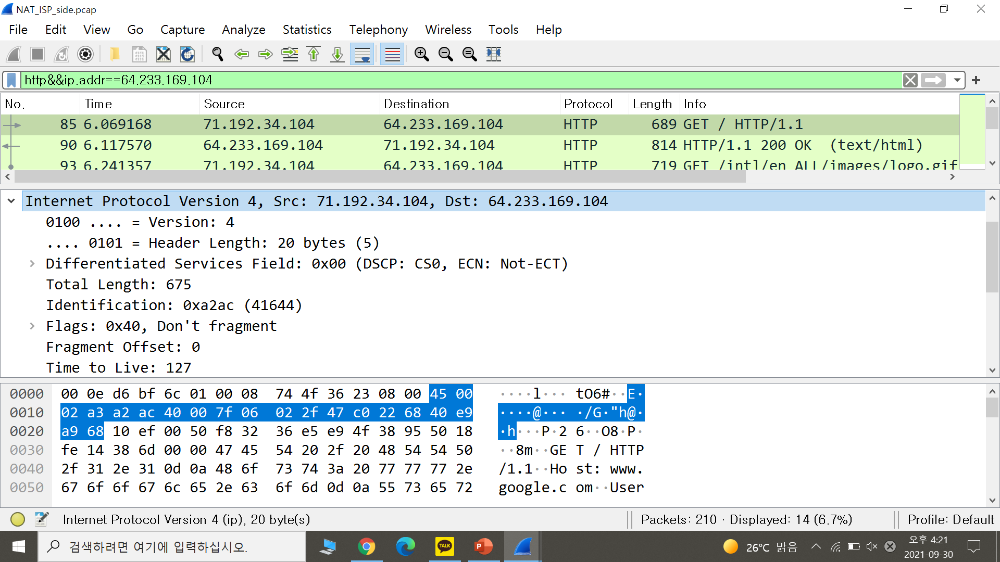 NAT_ISP_side.pcap
File Edit View Go Capture Analyze Statistics Telephony Wireless Tools Help
http&&ip.addr==64.233.169.104
No. Time Source Destination Protocol Length Info
85 6.069168 71.192.34.104 64.233.169.104 HTTP 689 GET / HTTP/1.1
90 6.117570 64.233.169.104 71.192.34.104 HTTP 814 HTTP/1.1 200 OK (text/html)
93 6.241357 71.192.34.104 64.233.169.104 HTTP 719 GET /intl/en_ALL/images/logo.gif
Internet Protocol Version 4, Src: 71.192.34.104, Dst: 64.233.169.104
0100 .... = Version: 4
.... 0101 = Header Length: 20 bytes (5)
Differentiated Services Field: 0x00 (DSCP: CS0, ECN: Not-ECT)
Total Length: 675
Identification: 0xa2ac (41644)
Flags: 0x40, Don't fragment
Fragment Offset: 0
Time to Live: 127
0000 00 0e d6 bf 6c 01 00 08 74 4f 36 23 08 00 45 00 ····l··· tO6#··E·
0010 02 a3 a2 ac 40 00 7f 06 02 2f 47 c0 22 68 40 e9 ····@··· ·/G·"h@·
0020 a9 68 10 ef 00 50 f8 32 36 e5 e9 4f 38 95 50 18 ·h···P·2 6··O8·P·
0030 fe 14 38 6d 00 00 47 45 54 20 2f 20 48 54 54 50 ··8m··GE T / HTTP
0040 2f 31 2e 31 0d 0a 48 6f 73 74 3a 20 77 77 77 2e /1.1··Ho st: www.
0050 67 6f 6f 67 6c 65 2e 63 6f 6d 0d 0a 55 73 65 72 google.c om··User
Internet Protocol Version 4 (ip), 20 byte(s) Packets: 210 · Displayed: 14 (6.7%) Profile: Default
검색하려면 여기에 입력하십시오.
TALK
P
26°C 맑음
오후 4:21
2021-09-30